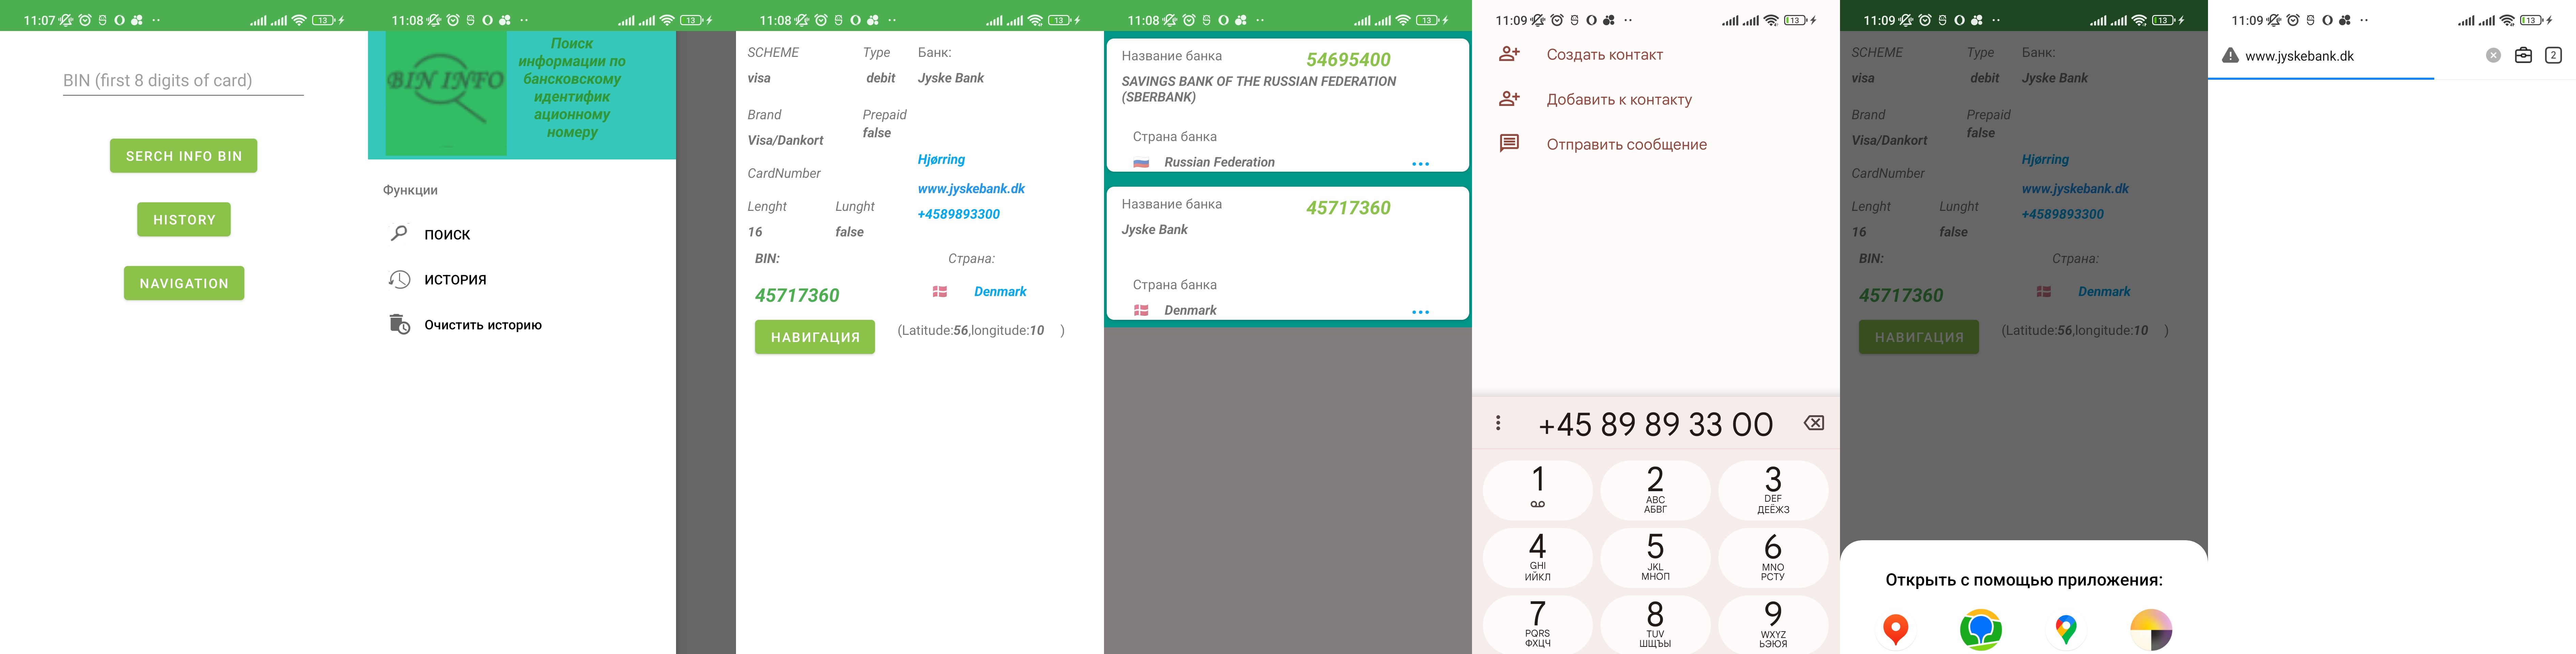 11:07
13
BIN (first 8 digits of card)
SERCH INFO BIN
HISTORY
NAVIGATION
11:08
13
BIN INFO
Поиск
информации по
бансковскому
идентифик
ационному
номеру
Функции
ПОИСК
ИСТОРИЯ
Очистить историю
11:08
13
SCHEME Type Банк:
visa debit Jyske Bank
Brand Prepaid
Visa/Dankort false
Hjørring
CardNumber
www.jyskebank.dk
Lenght Lunght +4589893300
16 false
BIN: Страна:
45717360 Denmark
НАВИГАЦИЯ (Latitude:56,longitude:10 )
11:08
13
Название банка 54695400
SAVINGS BANK OF THE RUSSIAN FEDERATION
(SBERBANK)
Страна банка
Russian Federation
Название банка 45717360
Jyske Bank
Страна банка
Denmark
11:09
13
Создать контакт
Добавить к контакту
Отправить сообщение
+45 89 89 33 00
1 2 3
ABC DEF
АБВГ ДЕЁЖЗ
4 5 6
GHI JKL MNO
ИЙКЛ МНОП РСТУ
7 8 9
PQRS TUV WXYZ
ФХЦЧ ШЩЪЫ ЬЭЮЯ
11:09
13
SCHEME Type Банк:
visa debit Jyske Bank
Brand Prepaid
Visa/Dankort false
Hjørring
CardNumber
www.jyskebank.dk
Lenght Lunght +4589893300
16 false
BIN: Страна:
45717360 Denmark
НАВИГАЦИЯ (Latitude:56,longitude:10 )
Открыть с помощью приложения:
11:09
13
www.jyskebank.dk
2